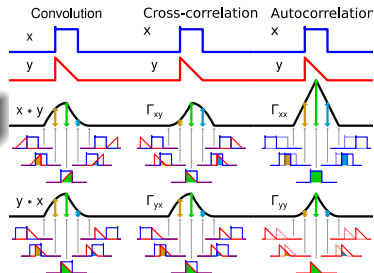 Convolution Cross-correlation Autocorrelation
x x x
y y y
x * y Γxy Γxx
y * x Γyx Γyy